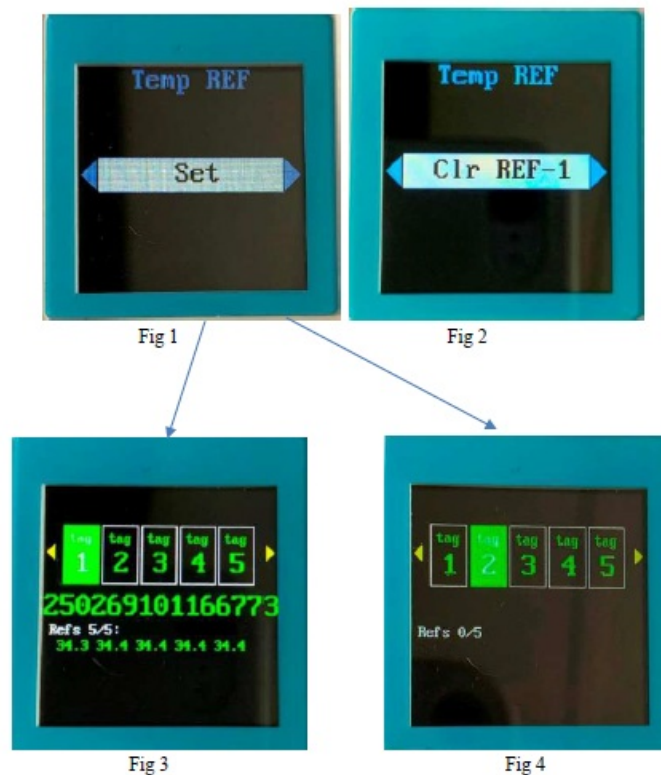 Temp REF
Set
Fig 1
Temp REF
Clr REF-1
Fig 2
tag tag tag tag tag
1 2 3 4 5
250269101166773
Refs 5/5:
34.3 34.4 34.4 34.4 34.4
Fig 3
tag tag tag tag tag
1 2 3 4 5
Refs 0/5
Fig 4